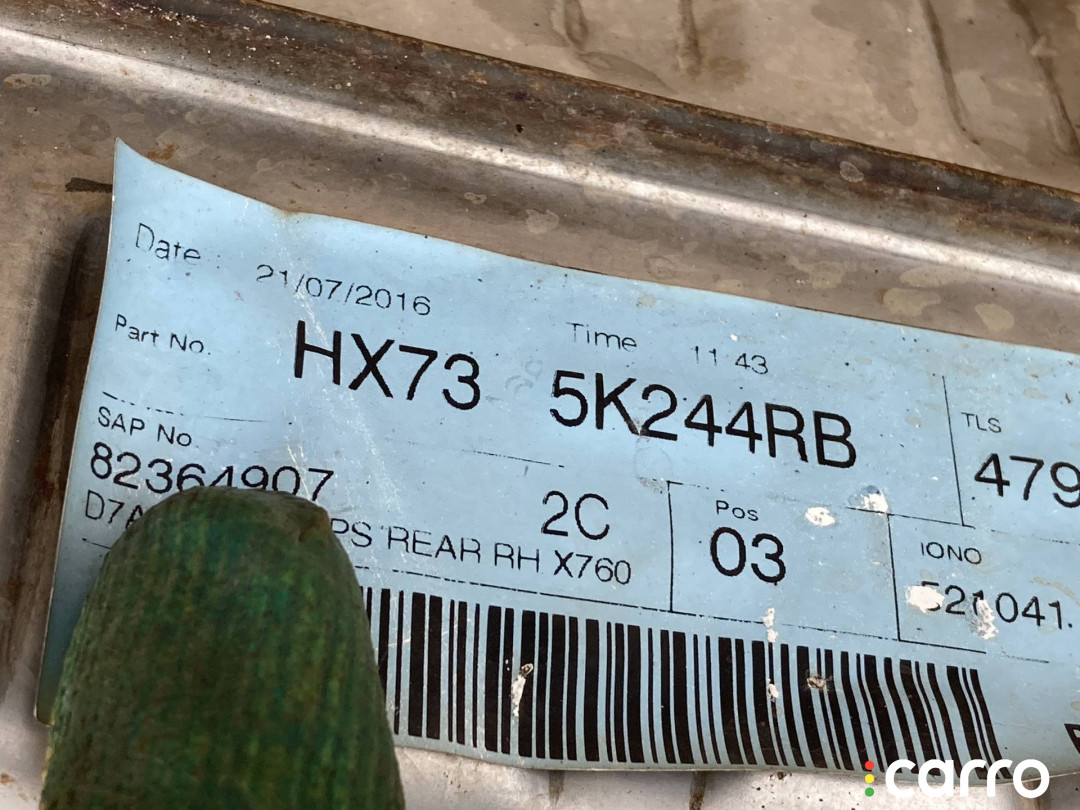 Date 21/07/2016 Time 11 43
Part No. HX73 5K244RB
TLS 479
SAP No
82364907
2C
Pos 03
IONO 521041.
REAR RH X760
carro